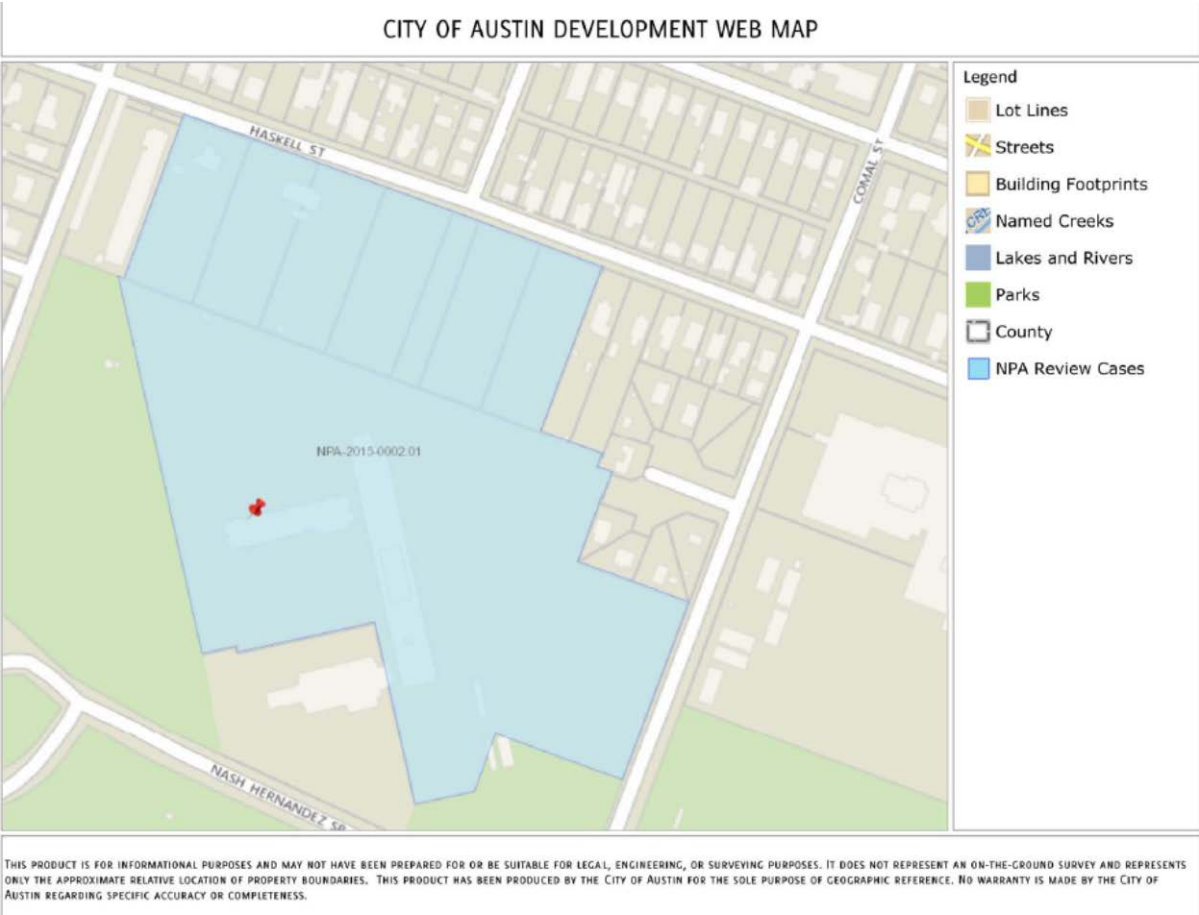 CITY OF AUSTIN DEVELOPMENT WEB MAP
HASKELL ST
COMAL ST
NPA-2015-0002.01
NASH HERNANDEZ SR
Legend
Lot Lines
Streets
Building Footprints
CRE
Named Creeks
Lakes and Rivers
Parks
County
NPA Review Cases
THIS PRODUCT IS FOR INFORMATIONAL PURPOSES AND MAY NOT HAVE BEEN PREPARED FOR OR BE SUITABLE FOR LEGAL, ENGINEERING, OR SURVEYING PURPOSES. IT DOES NOT REPRESENT AN ON-THE-GROUND SURVEY AND REPRESENTS
ONLY THE APPROXIMATE RELATIVE LOCATION OF PROPERTY BOUNDARIES. THIS PRODUCT HAS BEEN PRODUCED BY THE CITY OF AUSTIN FOR THE SOLE PURPOSE OF GEOGRAPHIC REFERENCE. NO WARRANTY IS MADE BY THE CITY OF
AUSTIN REGARDING SPECIFIC ACCURACY OR COMPLETENESS.